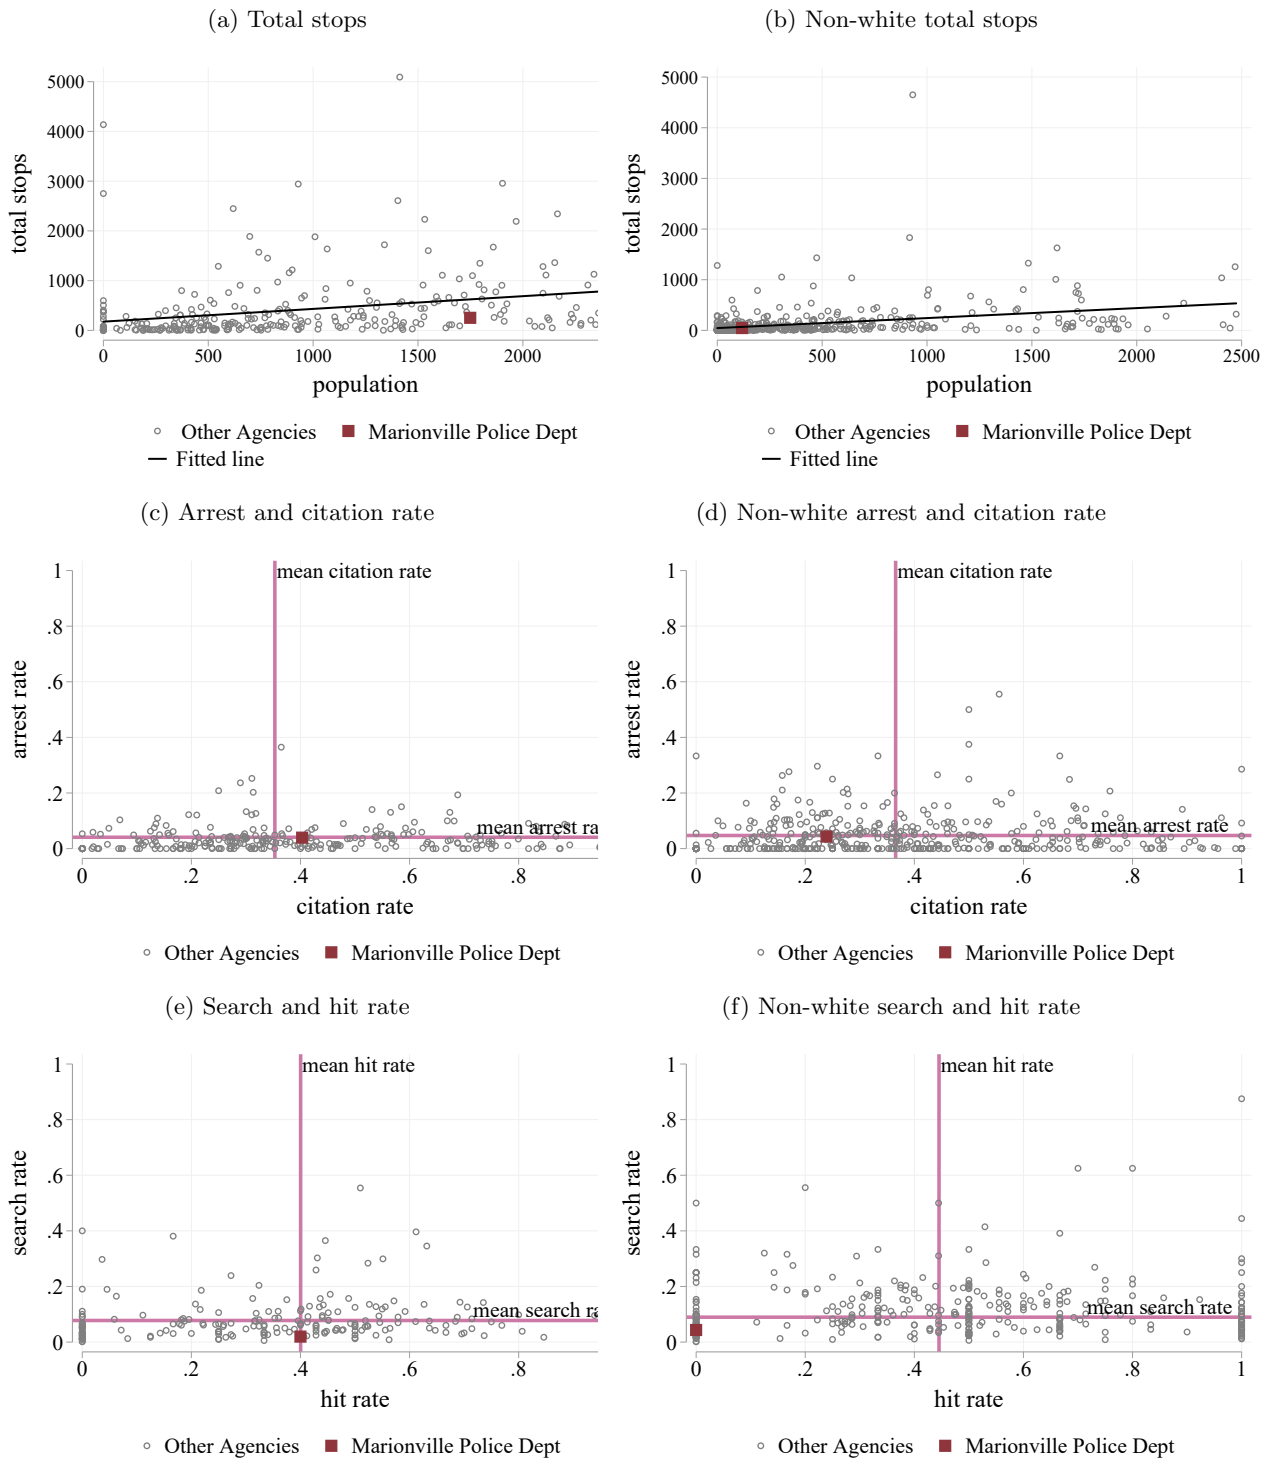 (a) Total stops
(b) Non-white total stops
total stops
5000
4000
3000
2000
1000
0
0 500 1000 1500 2000
population
Other Agencies Marionville Police Dept
Fitted line
total stops
5000
4000
3000
2000
1000
0
0 500 1000 1500 2000 2500
population
Other Agencies Marionville Police Dept
Fitted line
(c) Arrest and citation rate
(d) Non-white arrest and citation rate
arrest rate
1
.8
.6
.4
.2
0
mean citation rate
mean arrest ra
0 .2 .4 .6 .8
citation rate
Other Agencies Marionville Police Dept
arrest rate
1
.8
.6
.4
.2
0
mean citation rate
mean arrest rate
0 .2 .4 .6 .8 1
citation rate
Other Agencies Marionville Police Dept
(e) Search and hit rate
(f) Non-white search and hit rate
search rate
1
.8
.6
.4
.2
0
mean hit rate
mean search ra
0 .2 .4 .6 .8
hit rate
Other Agencies Marionville Police Dept
search rate
1
.8
.6
.4
.2
0
mean hit rate
mean search rate
0 .2 .4 .6 .8 1
hit rate
Other Agencies Marionville Police Dept